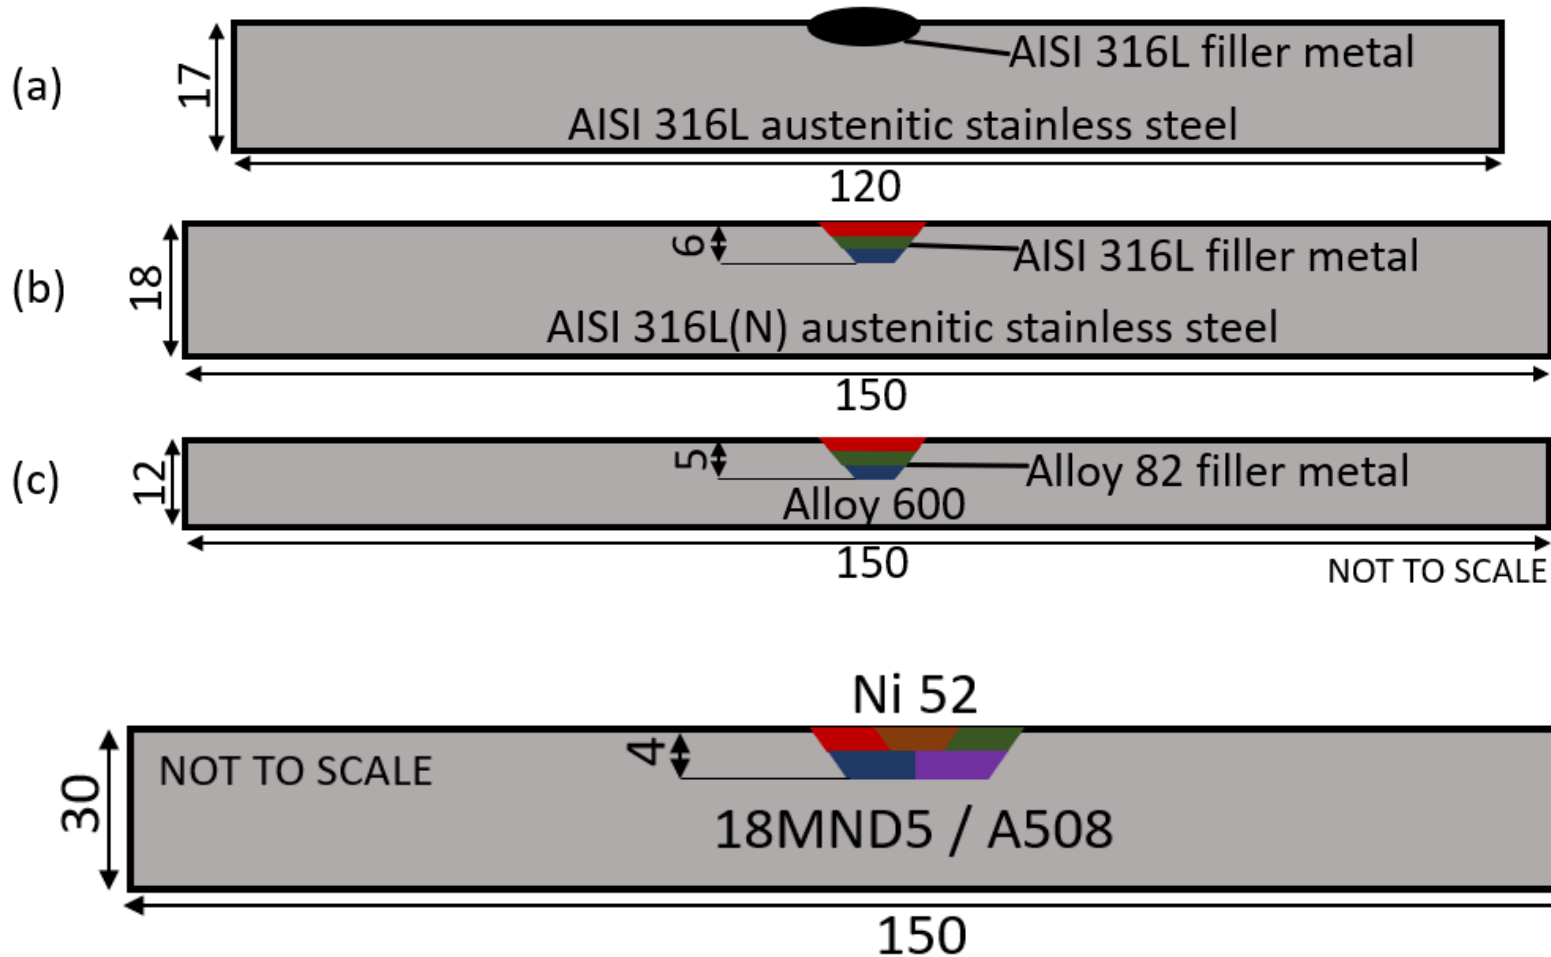 (a)
17
AISI 316L filler metal
AISI 316L austenitic stainless steel
120
(b)
18
6
AISI 316L filler metal
AISI 316L(N) austenitic stainless steel
150
(c)
12
5
Alloy 82 filler metal
Alloy 600
150
NOT TO SCALE
Ni 52
30
NOT TO SCALE
4
18MND5 / A508
150